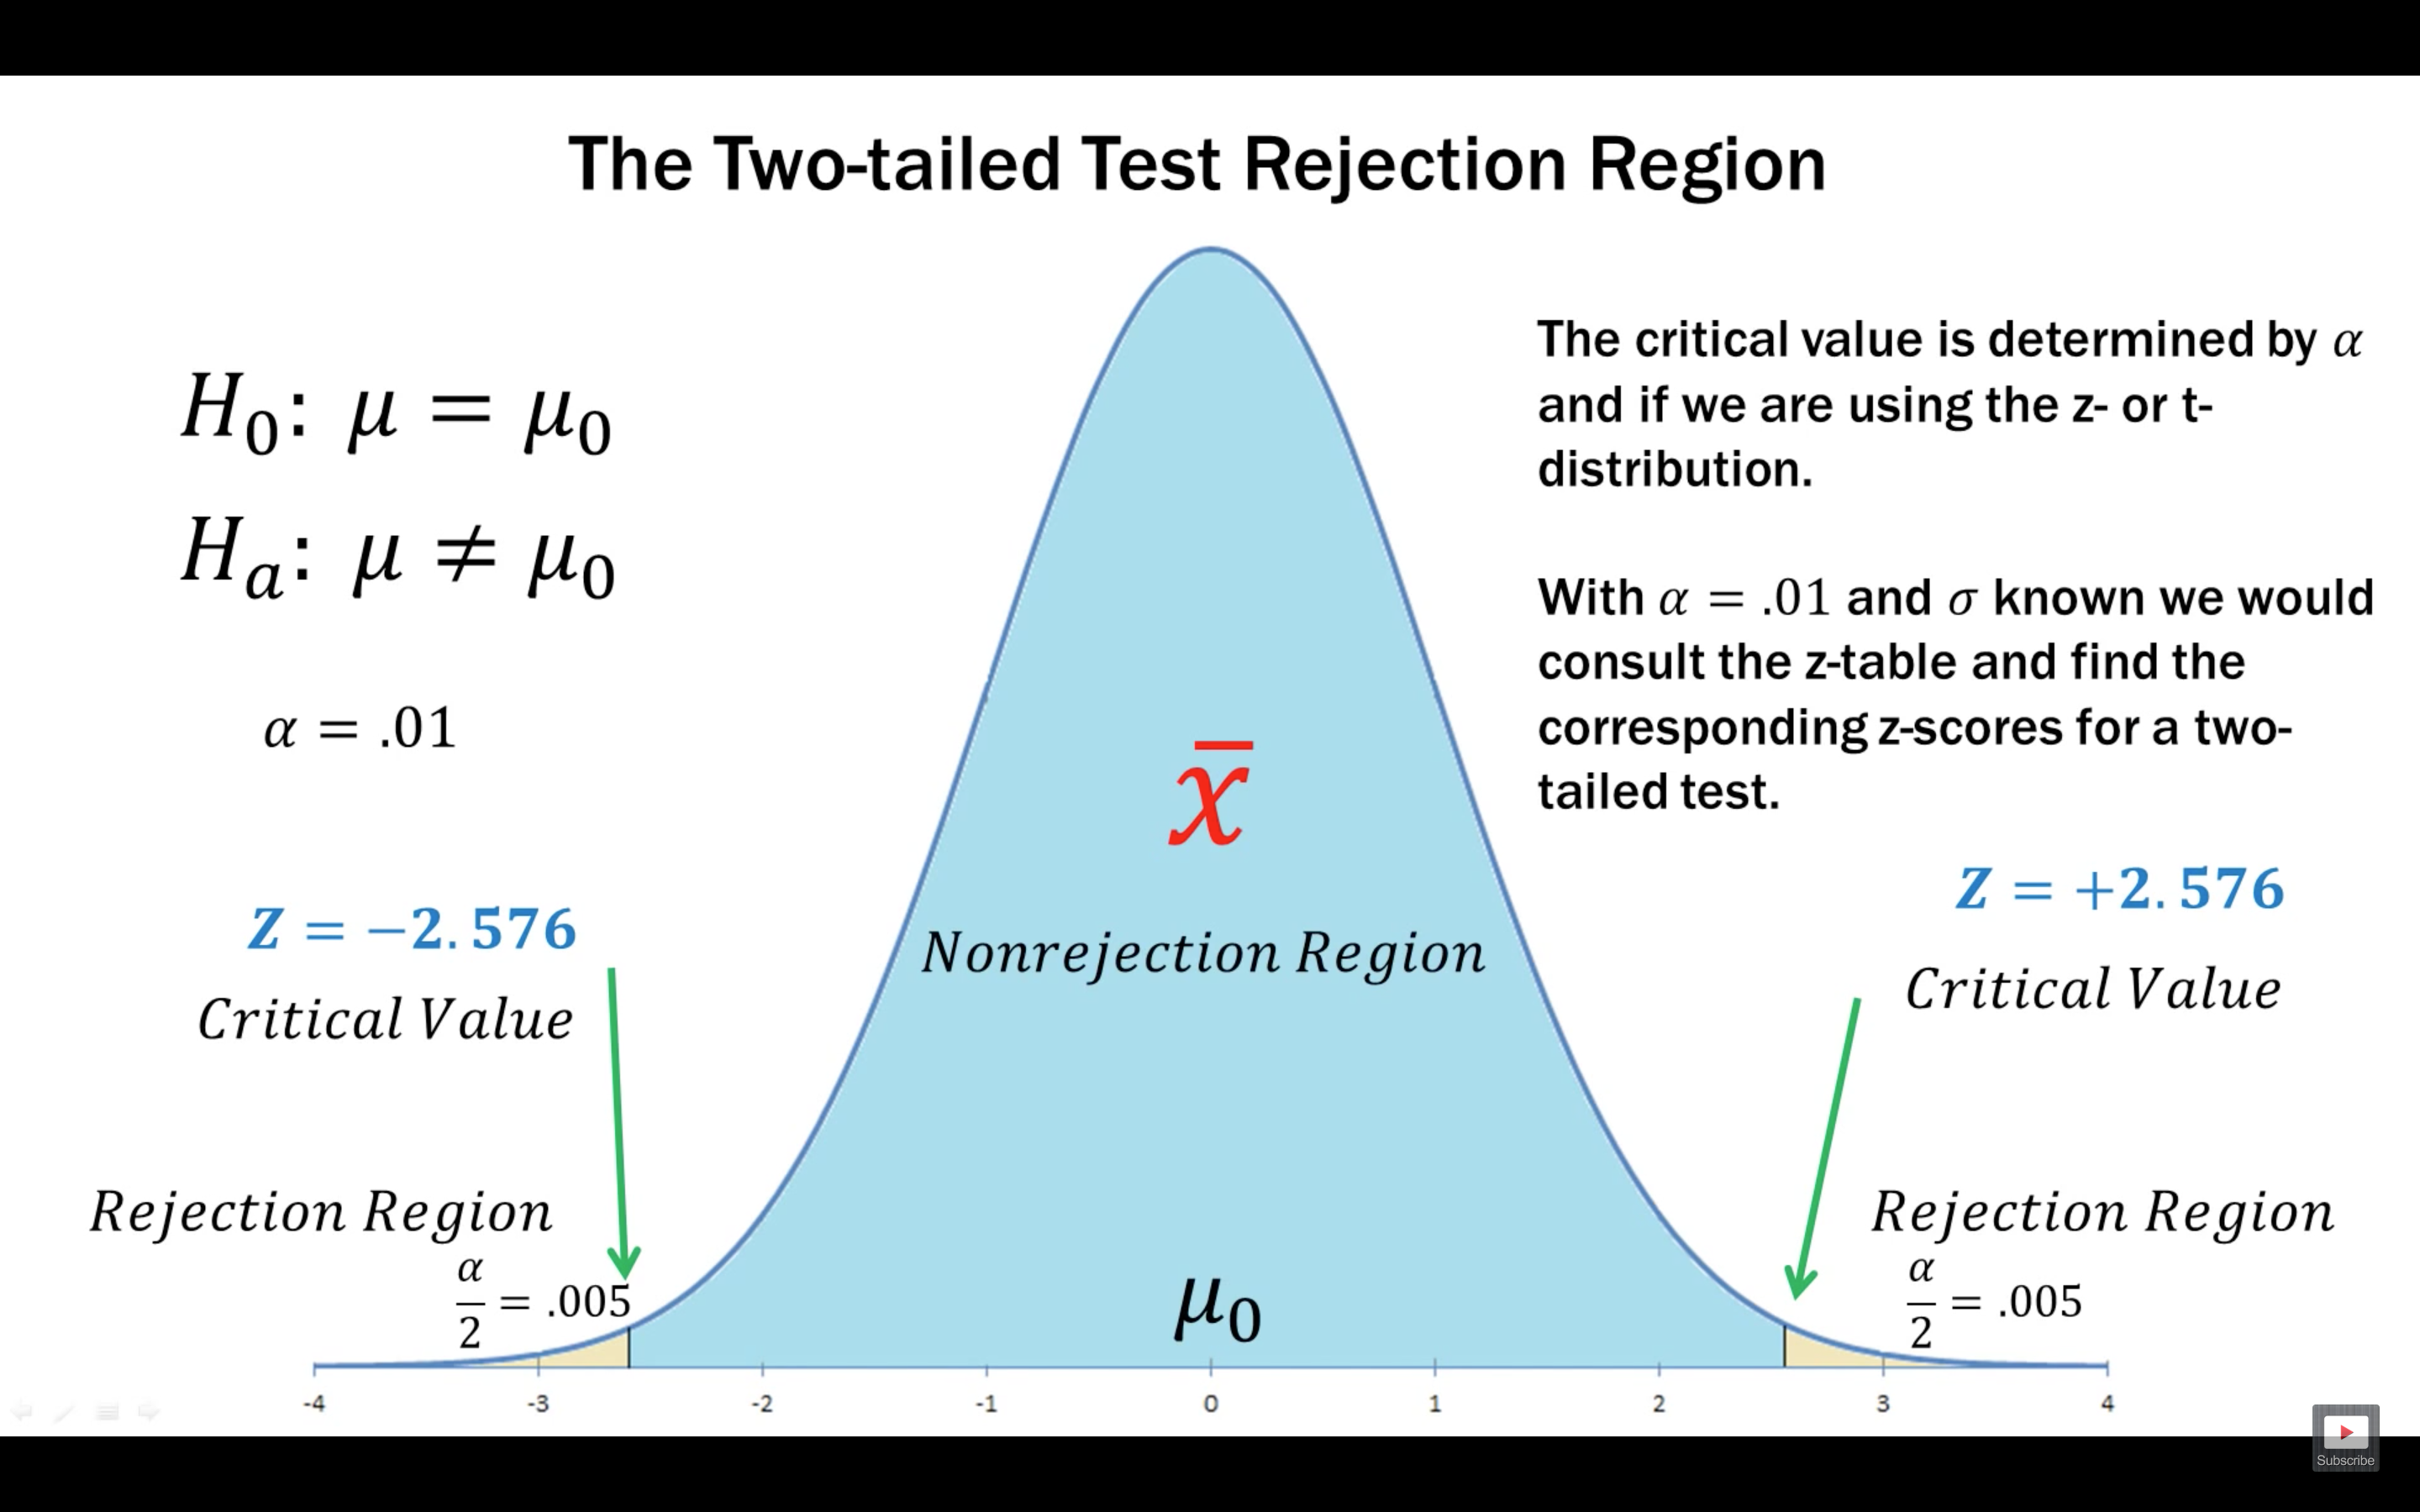 The Two-tailed Test Rejection Region
H₀: μ = μ₀
Hₐ: μ ≠ μ₀
α = .01
The critical value is determined by α
and if we are using the z- or t-
distribution.
With α = .01 and σ known we would
consult the z-table and find the
corresponding z-scores for a two-
tailed test.
x̄
Nonrejection Region
Z = −2.576
Critical Value
Z = +2.576
Critical Value
Rejection Region
α/2 = .005
Rejection Region
α/2 = .005
μ₀
-4 -3 -2 -1 0 1 2 3 4
Subscribe